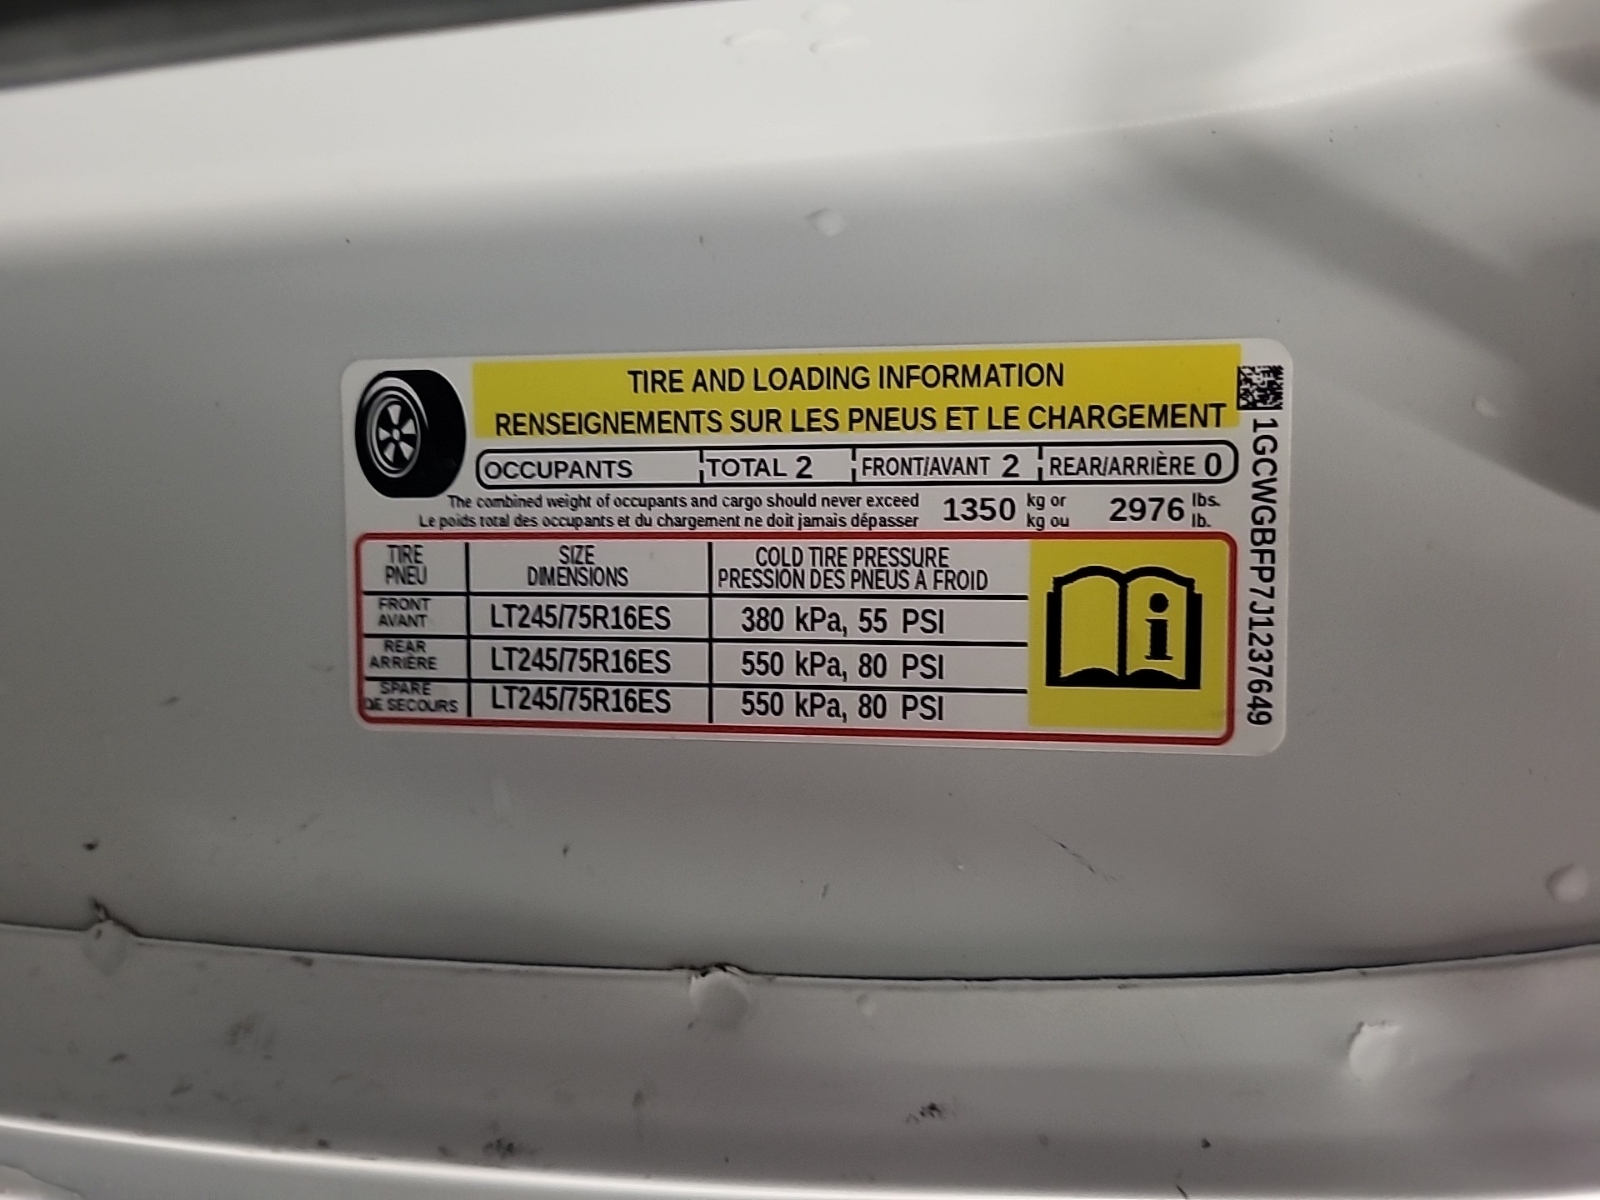 TIRE AND LOADING INFORMATION
RENSEIGNEMENTS SUR LES PNEUS ET LE CHARGEMENT
OCCUPANTS TOTAL 2 FRONT/AVANT 2 REAR/ARRIÈRE 0
The combined weight of occupants and cargo should never exceed 1350 kg or 2976 lbs.
Le poids total des occupants et du chargement ne doit jamais dépasser kg ou lb.
TIRE SIZE COLD TIRE PRESSURE
PNEU DIMENSIONS PRESSION DES PNEUS À FROID
FRONT
AVANT LT245/75R16ES 380 kPa, 55 PSI
REAR
ARRIÈRE LT245/75R16ES 550 kPa, 80 PSI
SPARE
DE SECOURS LT245/75R16ES 550 kPa, 80 PSI
i
1GCWGBFP7J1237649